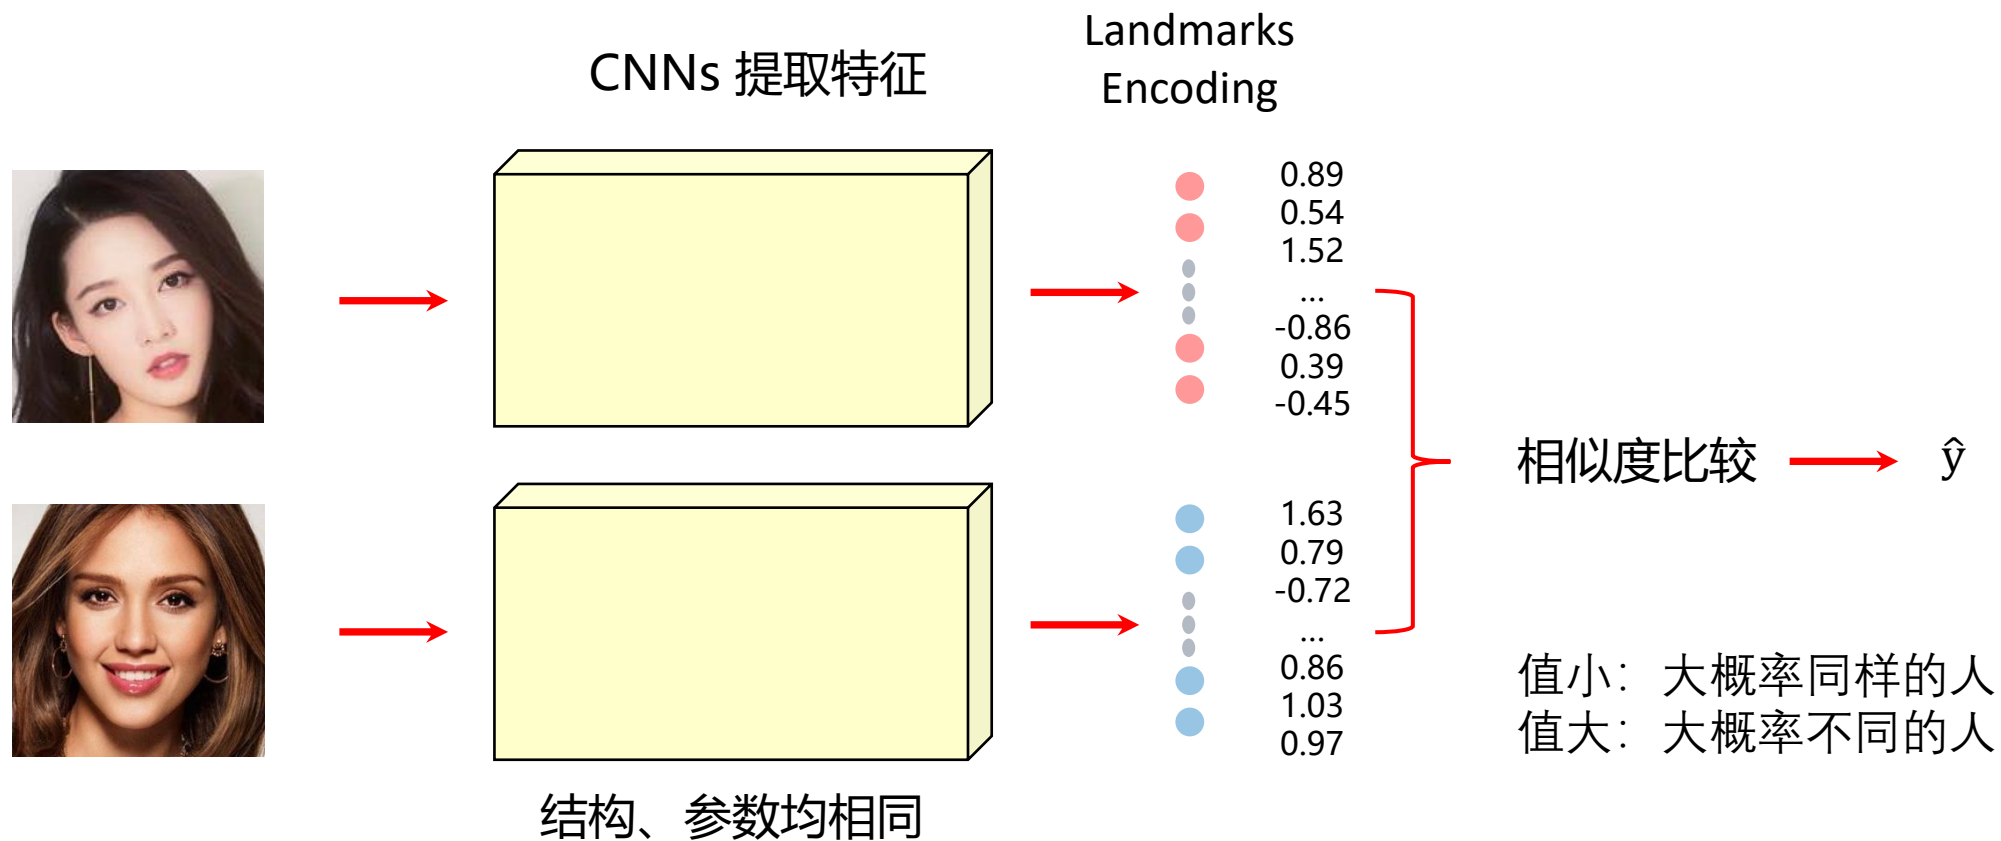 CNNs 提取特征
Landmarks
Encoding
0.89
0.54
1.52
...
-0.86
0.39
-0.45
1.63
0.79
-0.72
...
0.86
1.03
0.97
相似度比较
ŷ
值小：大概率同样的人
值大：大概率不同的人
结构、参数均相同